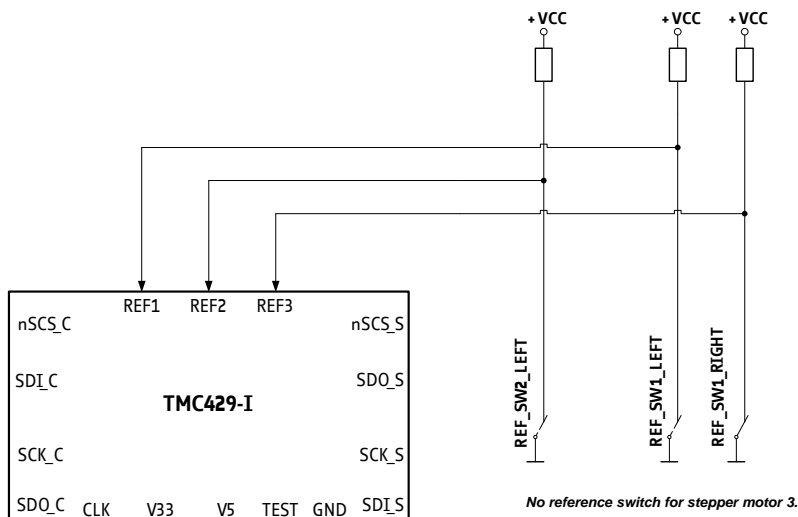 +VCC
+VCC
+VCC
REF1
REF2
REF3
nSCS_C
nSCS_S
SDI_C
SDO_S
TMC429-I
SCK_C
SCK_S
SDO_C
CLK
V33
V5
TEST
GND
SDI_S
REF_SW2_LEFT
REF_SW1_LEFT
REF_SW1_RIGHT
No reference switch for stepper motor 3.